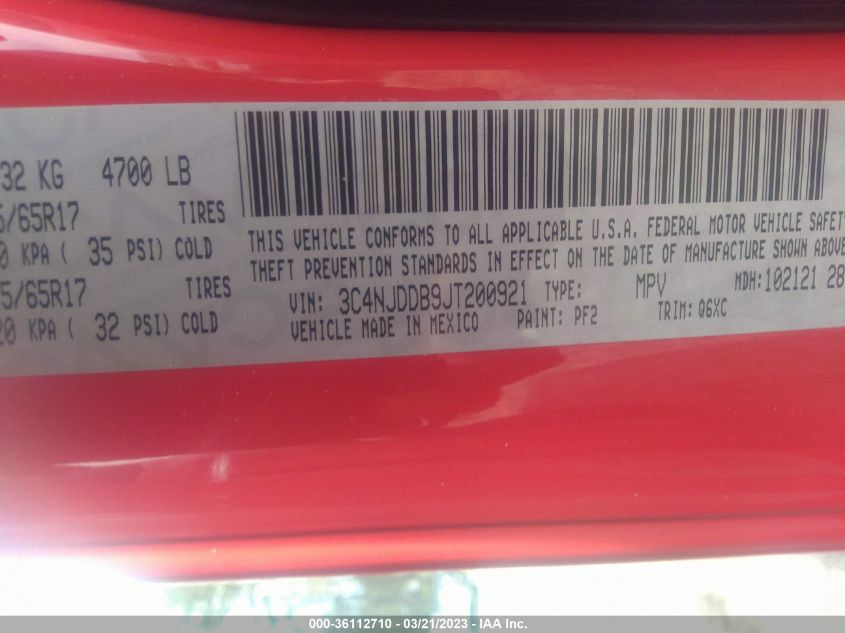 32 KG 4700 LB
5/65R17 TIRES
0 KPA ( 35 PSI) COLD
5/65R17 TIRES
20 KPA ( 32 PSI) COLD
THIS VEHICLE CONFORMS TO ALL APPLICABLE U.S.A. FEDERAL MOTOR VEHICLE SAFETY
THEFT PREVENTION STANDARDS IN EFFECT ON THE DATE OF MANUFACTURE SHOWN ABOVE
VIN: 3C4NJDDB9JT200921 TYPE: MPV MDH:102121 28
VEHICLE MADE IN MEXICO PAINT: PF2 TRIM: Q6XC
000-36112710 — 03/21/2023 — IAA Inc.